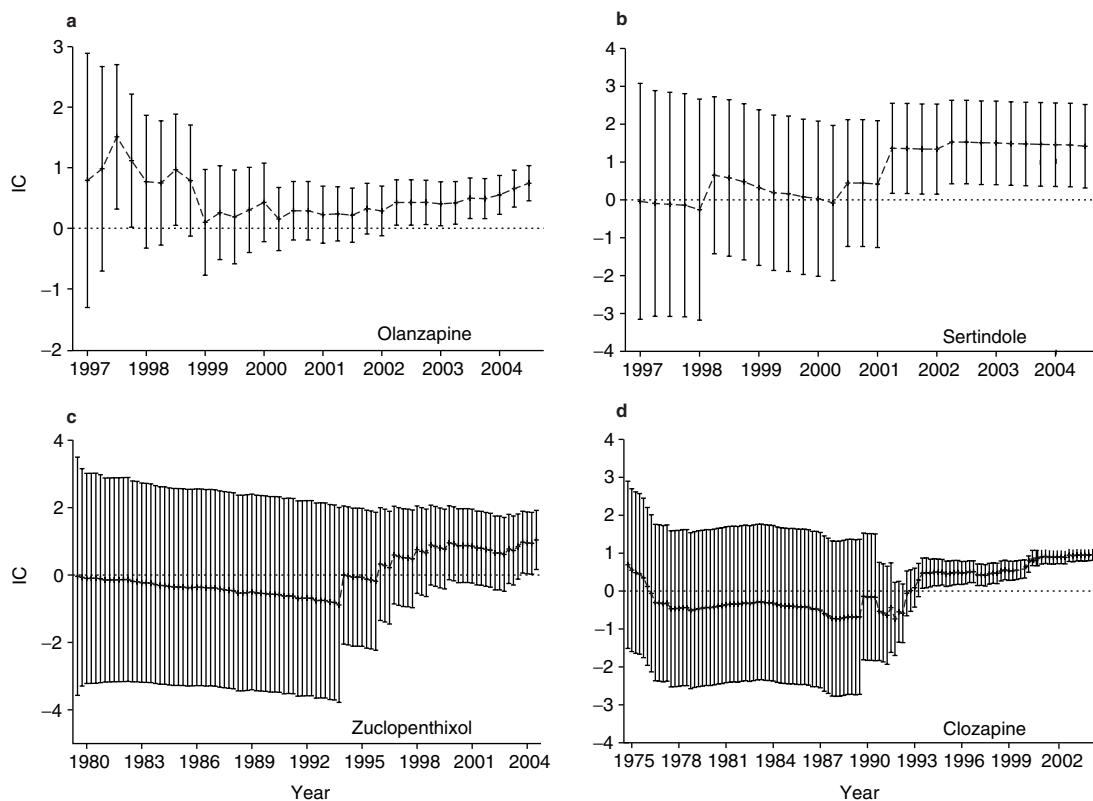 a
3
2
1
0
−1
−2
IC
Olanzapine
1997 1998 1999 2000 2001 2002 2003 2004
b
4
3
2
1
0
−1
−2
−3
−4
Sertindole
1997 1998 1999 2000 2001 2002 2003 2004
c
4
2
0
−2
−4
IC
Zuclopenthixol
1980 1983 1986 1989 1992 1995 1998 2001 2004
Year
d
4
3
2
1
0
−1
−2
−3
−4
Clozapine
1975 1978 1981 1984 1987 1990 1993 1996 1999 2002
Year